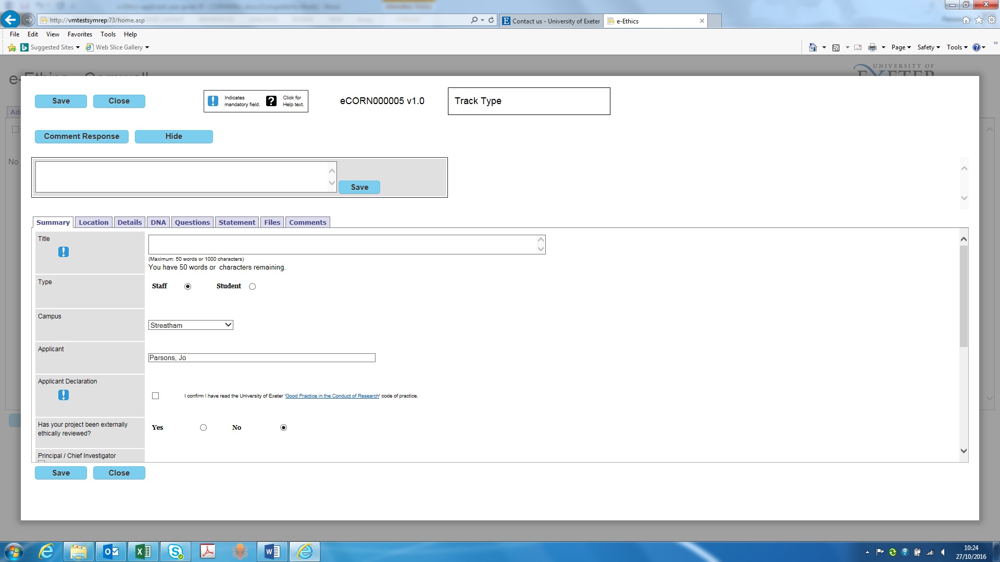 http://vmtestsymrep:73/home.asp
Contact us - University of Exeter
e-Ethics
File Edit View Favorites Tools Help
Suggested Sites Web Slice Gallery
Page Safety Tools
UNIVERSITY OF
Save Close
Indicates mandatory field.
Click for Help text.
eCORN000005 v1.0
Track Type
Comment Response Hide
No
Save
Summary Location Details DNA Questions Statement Files Comments
Title
(Maximum: 50 words or 1000 characters)
You have 50 words or characters remaining.
Type
Staff Student
Campus
Streatham
Applicant
Parsons, Jo
Applicant Declaration
I confirm I have read the University of Exeter 'Good Practice in the Conduct of Research' code of practice.
Has your project been externally
ethically reviewed?
Yes No
Principal / Chief Investigator
Save Close
10:24
27/10/2016